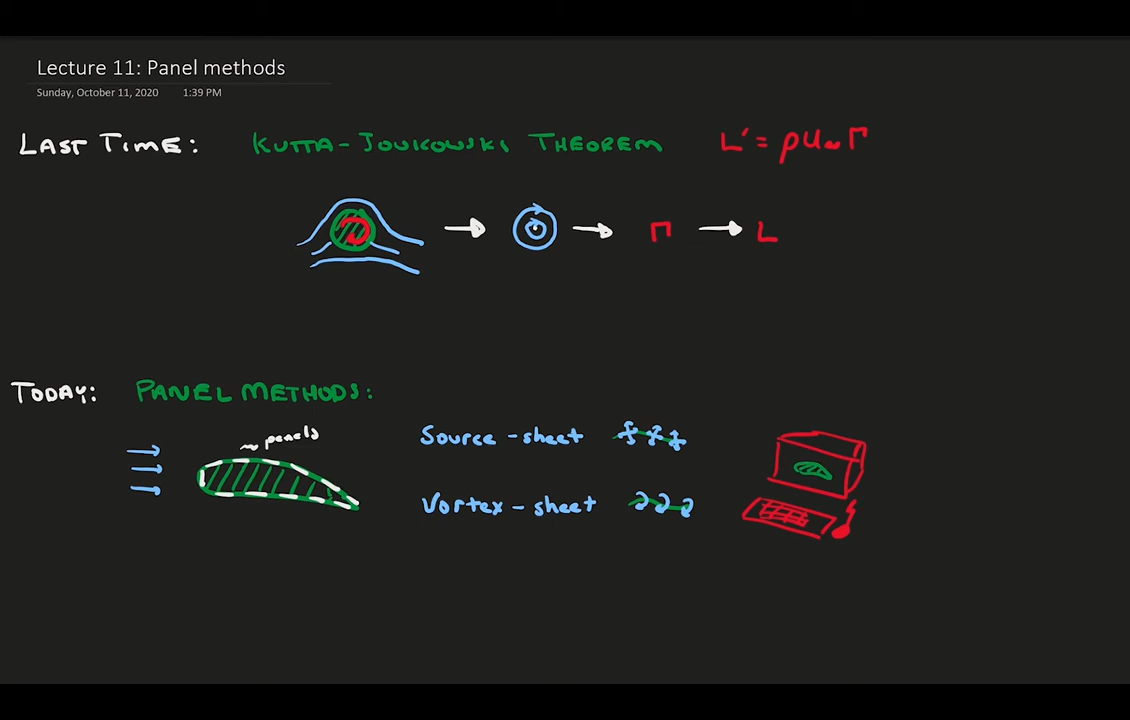 Lecture 11: Panel methods
Sunday, October 11, 2020 1:39 PM
LAST TIME: KUTTA-JOUKOWSKI THEOREM L' = ρU∞Γ
Γ L
TODAY: PANEL METHODS:
~ panels
Source-sheet
Vortex-sheet